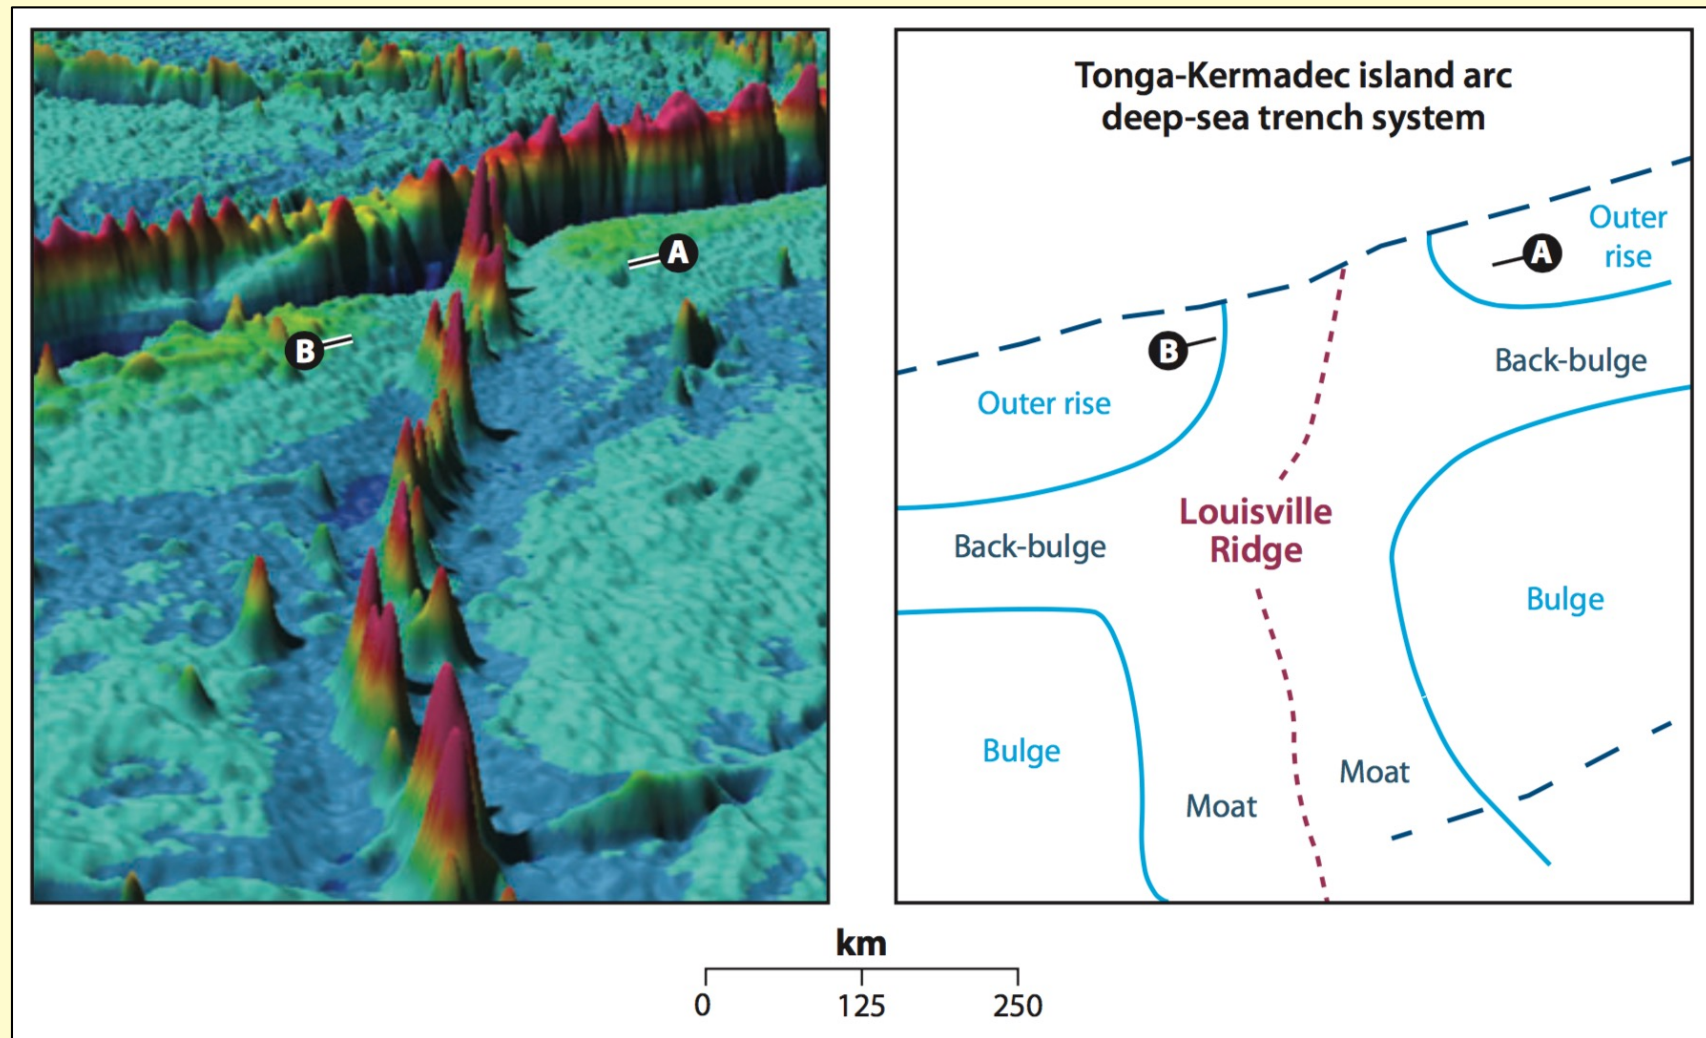 A
B
Tonga-Kermadec island arc
deep-sea trench system
Outer
rise
A
B
Back-bulge
Outer rise
Louisville
Ridge
Back-bulge
Bulge
Bulge
Moat
Moat
km
0 125 250